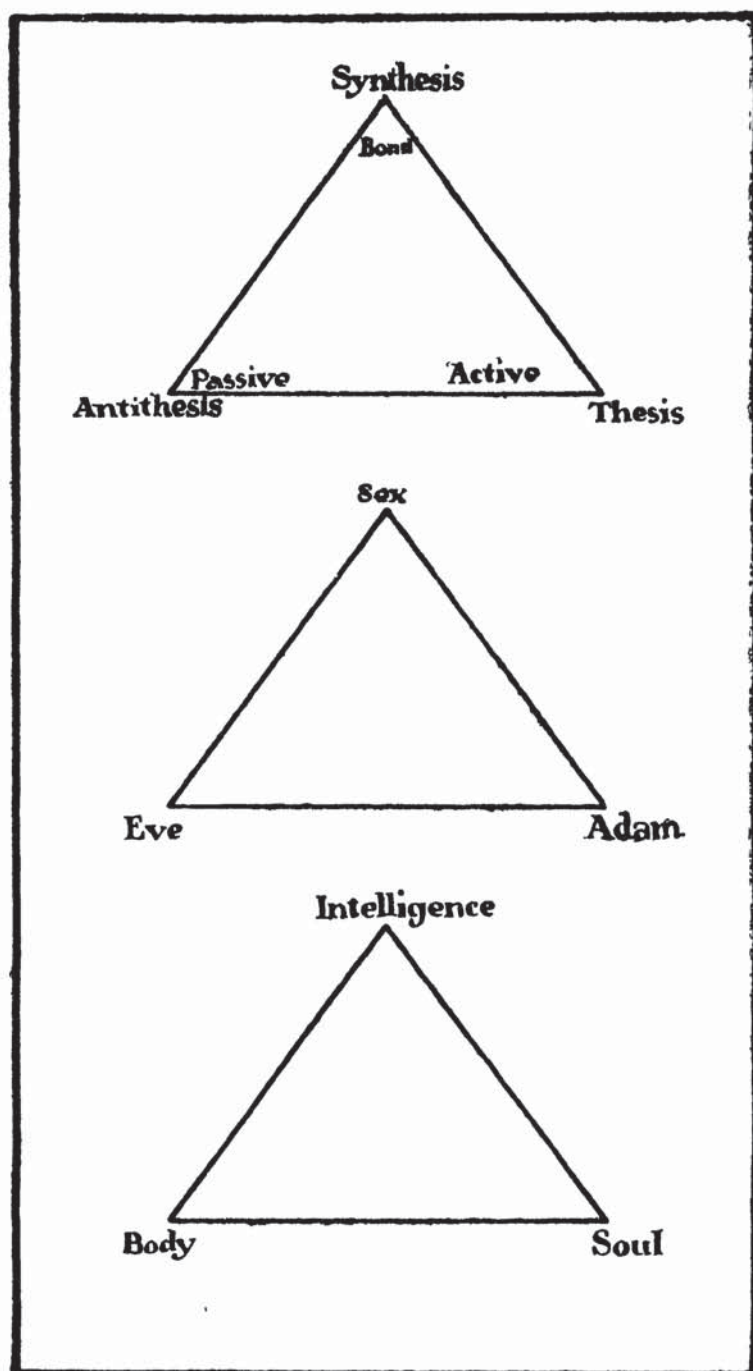 Synthesis
Bond
Passive Active
Antithesis Thesis
Sex
Eve Adam
Intelligence
Body Soul